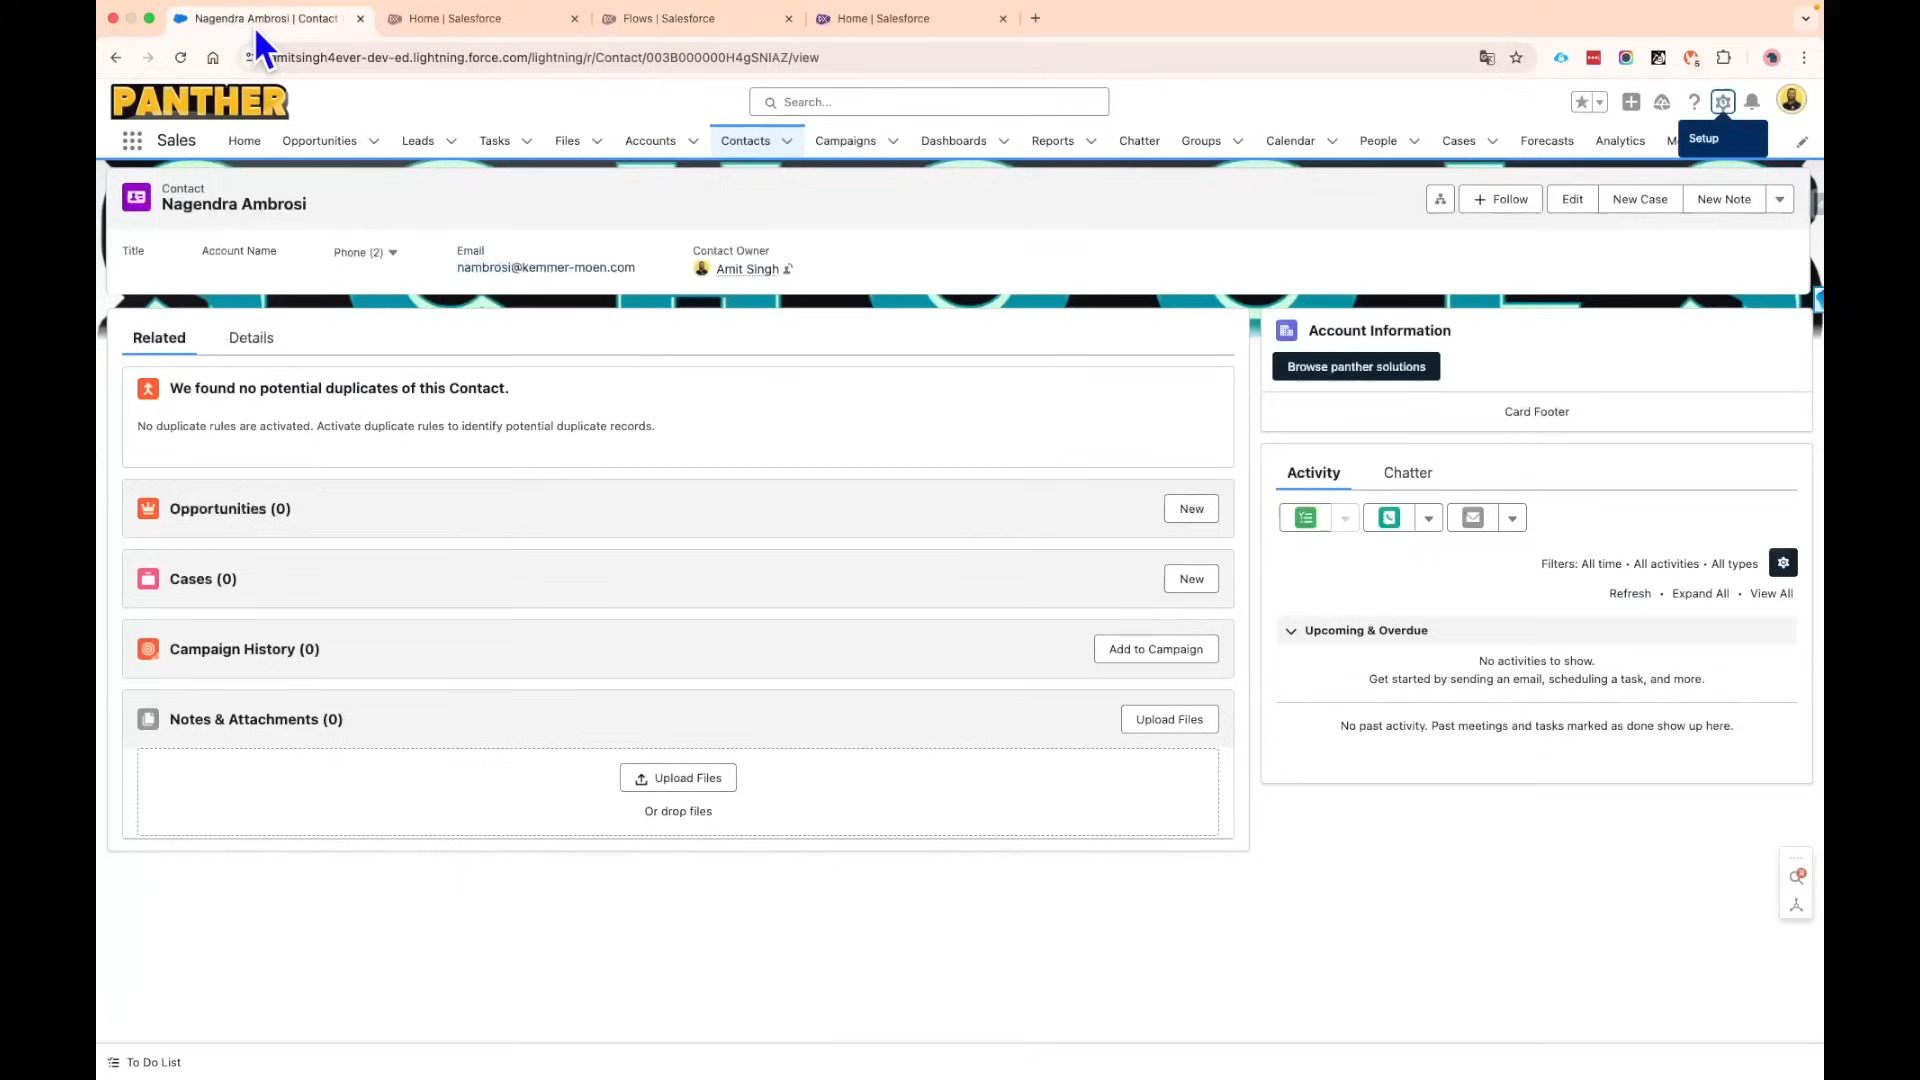 Nagendra Ambrosi | Contact
Home | Salesforce
Flows | Salesforce
Home | Salesforce
mitsingh4ever-dev-ed.lightning.force.com/lightning/r/Contact/003B000000H4gSNIAZ/view
5
PANTHER
Search...
Sales
Home
Opportunities
Leads
Tasks
Files
Accounts
Contacts
Campaigns
Dashboards
Reports
Chatter
Groups
Calendar
People
Cases
Forecasts
Analytics
Setup
Contact
Nagendra Ambrosi
Follow
Edit
New Case
New Note
Title
Account Name
Phone (2)
Email
nambrosi@kemmer-moen.com
Contact Owner
Amit Singh
Related
Details
We found no potential duplicates of this Contact.
No duplicate rules are activated. Activate duplicate rules to identify potential duplicate records.
Opportunities (0)
New
Cases (0)
New
Campaign History (0)
Add to Campaign
Notes & Attachments (0)
Upload Files
Upload Files
Or drop files
Account Information
Browse panther solutions
Card Footer
Activity
Chatter
Filters: All time • All activities • All types
Refresh • Expand All • View All
Upcoming & Overdue
No activities to show.
Get started by sending an email, scheduling a task, and more.
No past activity. Past meetings and tasks marked as done show up here.
To Do List